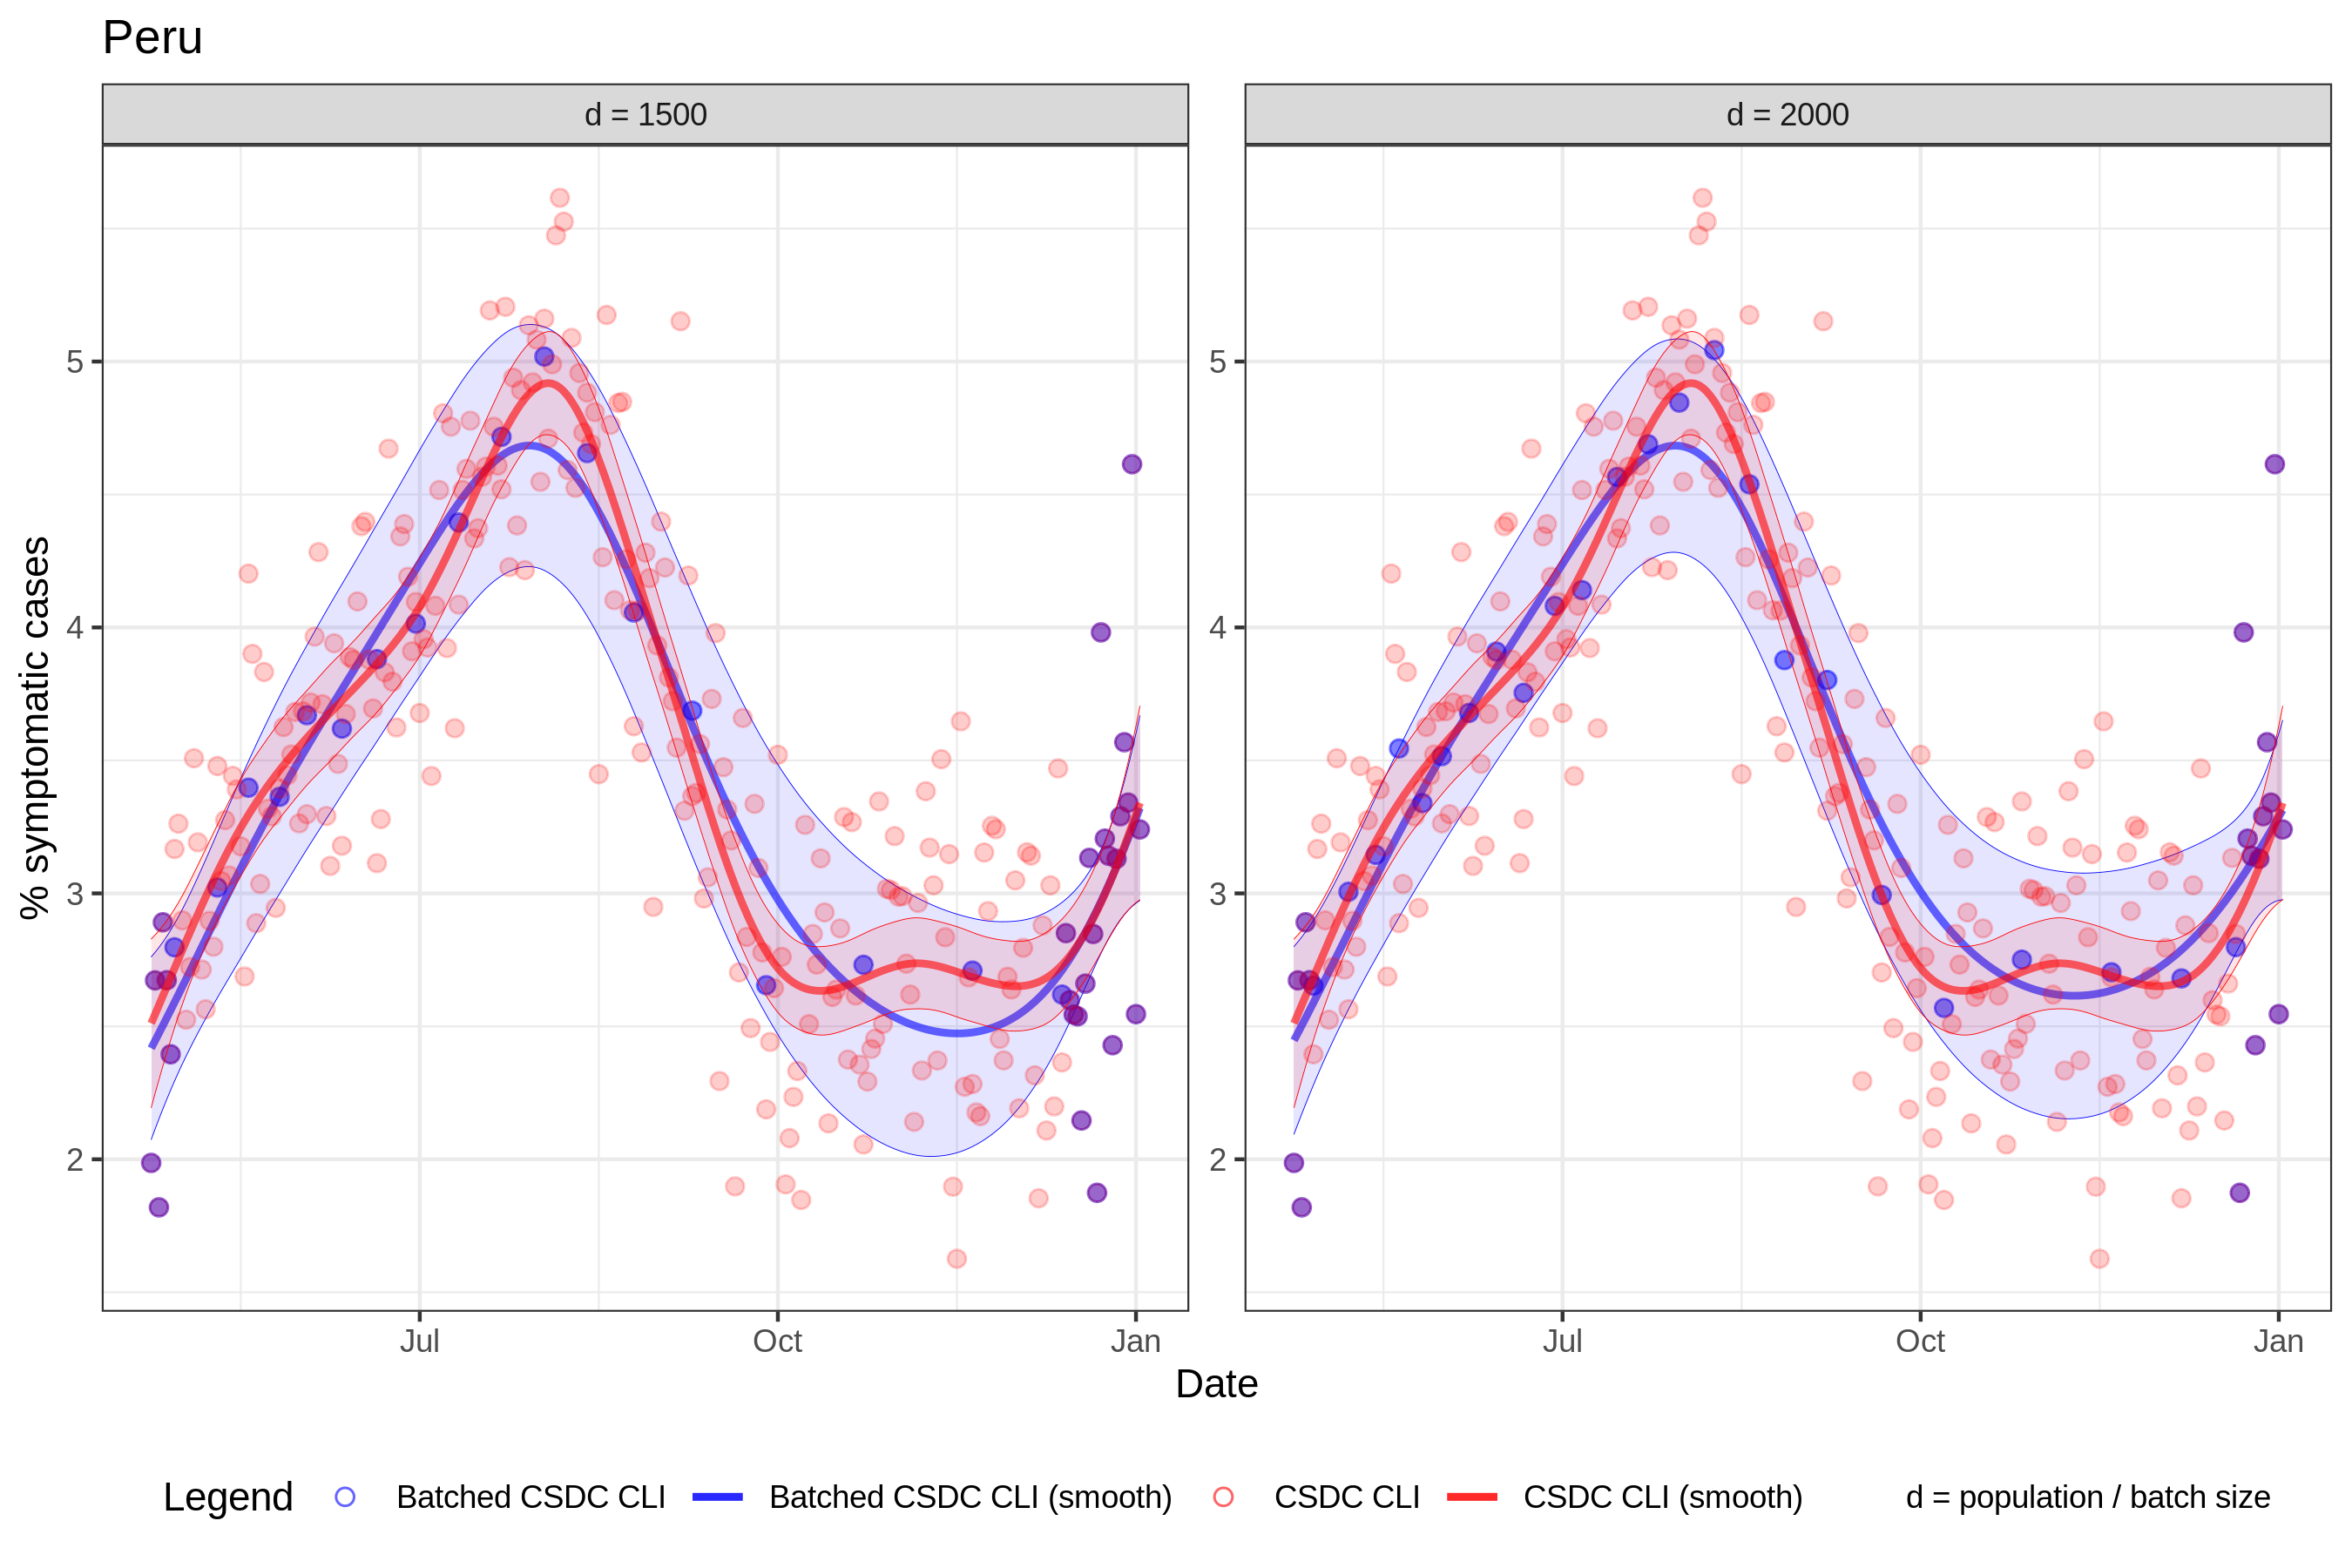 Peru
d = 1500
d = 2000
% symptomatic cases
5
4
3
2
5
4
3
2
Jul
Oct
Jan
Jul
Oct
Jan
Date
Legend
Batched CSDC CLI
Batched CSDC CLI (smooth)
CSDC CLI
CSDC CLI (smooth)
d = population / batch size